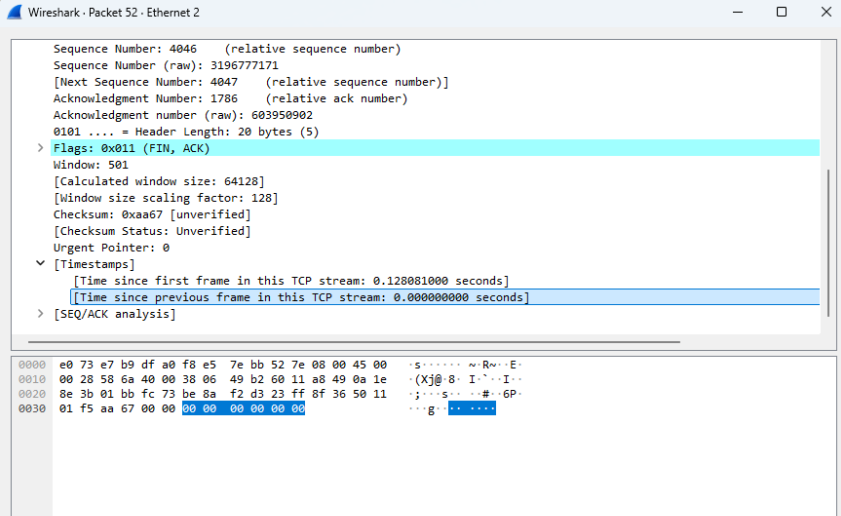 Wireshark · Packet 52 · Ethernet 2
Sequence Number: 4046    (relative sequence number)
Sequence Number (raw): 3196777171
[Next Sequence Number: 4047    (relative sequence number)]
Acknowledgment Number: 1786    (relative ack number)
Acknowledgment number (raw): 603950902
0101 .... = Header Length: 20 bytes (5)
Flags: 0x011 (FIN, ACK)
Window: 501
[Calculated window size: 64128]
[Window size scaling factor: 128]
Checksum: 0xaa67 [unverified]
[Checksum Status: Unverified]
Urgent Pointer: 0
[Timestamps]
[Time since first frame in this TCP stream: 0.128081000 seconds]
[Time since previous frame in this TCP stream: 0.000000000 seconds]
[SEQ/ACK analysis]
0000  e0 73 e7 b9 df a0 f8 e5  7e bb 52 7e 08 00 45 00   ·s······ ~·R~··E·
0010  00 28 58 6a 40 00 38 06  49 b2 60 11 a8 49 0a 1e   ·(Xj@·8· I·`··I··
0020  8e 3b 01 bb fc 73 be 8a  f2 d3 23 ff 8f 36 50 11   ·;···s·· ··#··6P·
0030  01 f5 aa 67 00 00 00 00  00 00 00 00   ···g···· ····